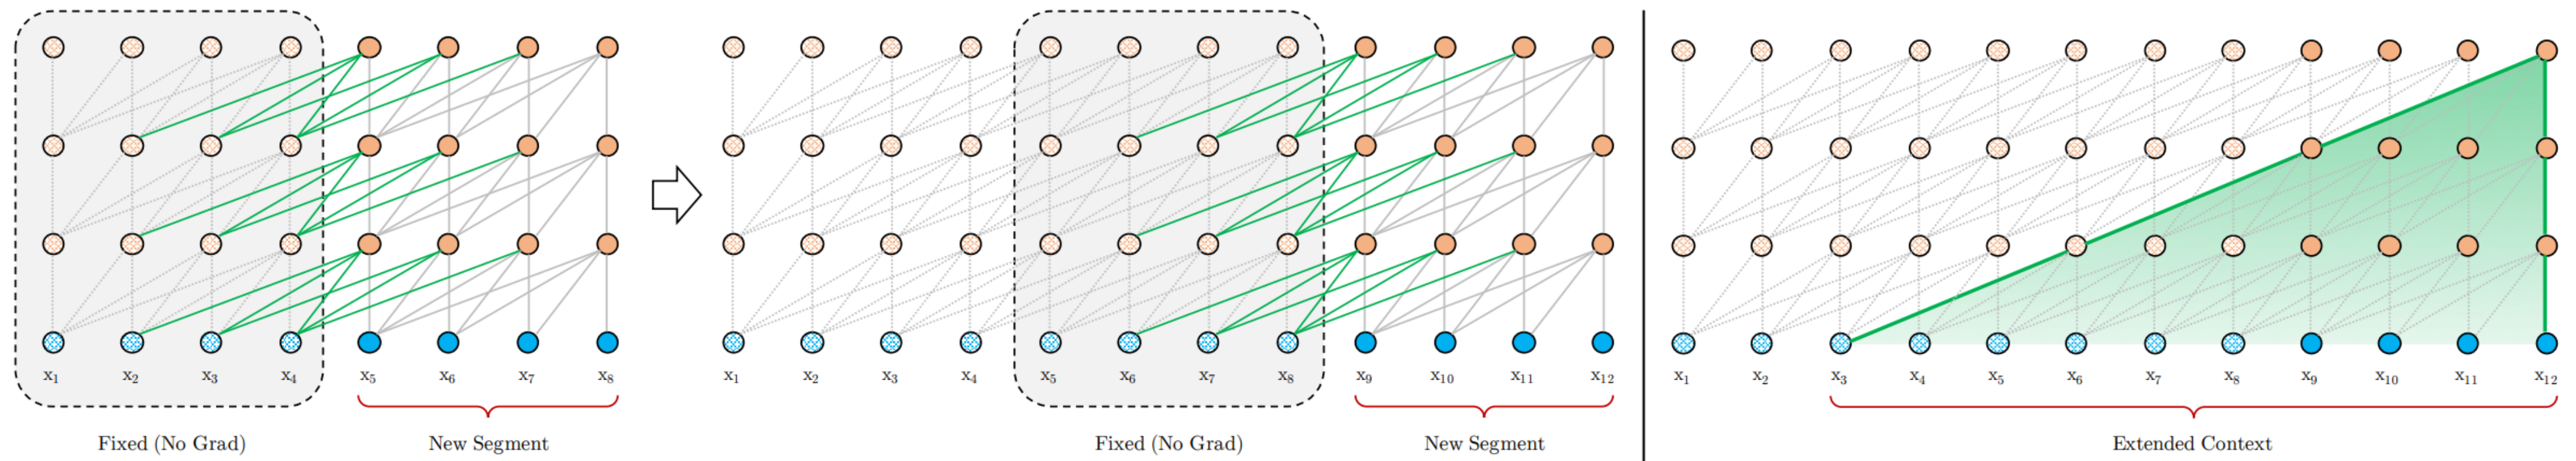 x₁ x₂ x₃ x₄ x₅ x₆ x₇ x₈
Fixed (No Grad) New Segment
x₁ x₂ x₃ x₄ x₅ x₆ x₇ x₈ x₉ x₁₀ x₁₁ x₁₂
Fixed (No Grad) New Segment
x₁ x₂ x₃ x₄ x₅ x₆ x₇ x₈ x₉ x₁₀ x₁₁ x₁₂
Extended Context